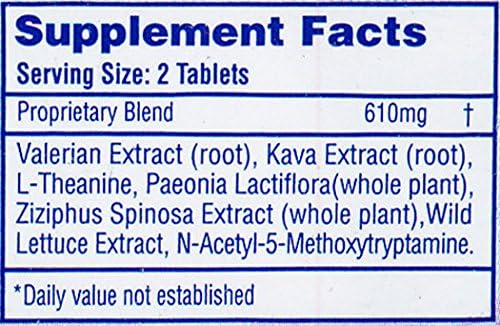 Supplement Facts
Serving Size: 2 Tablets
Proprietary Blend 610mg †
Valerian Extract (root), Kava Extract (root),
L-Theanine, Paeonia Lactiflora(whole plant),
Ziziphus Spinosa Extract (whole plant),Wild
Lettuce Extract, N-Acetyl-5-Methoxytryptamine.
*Daily value not established